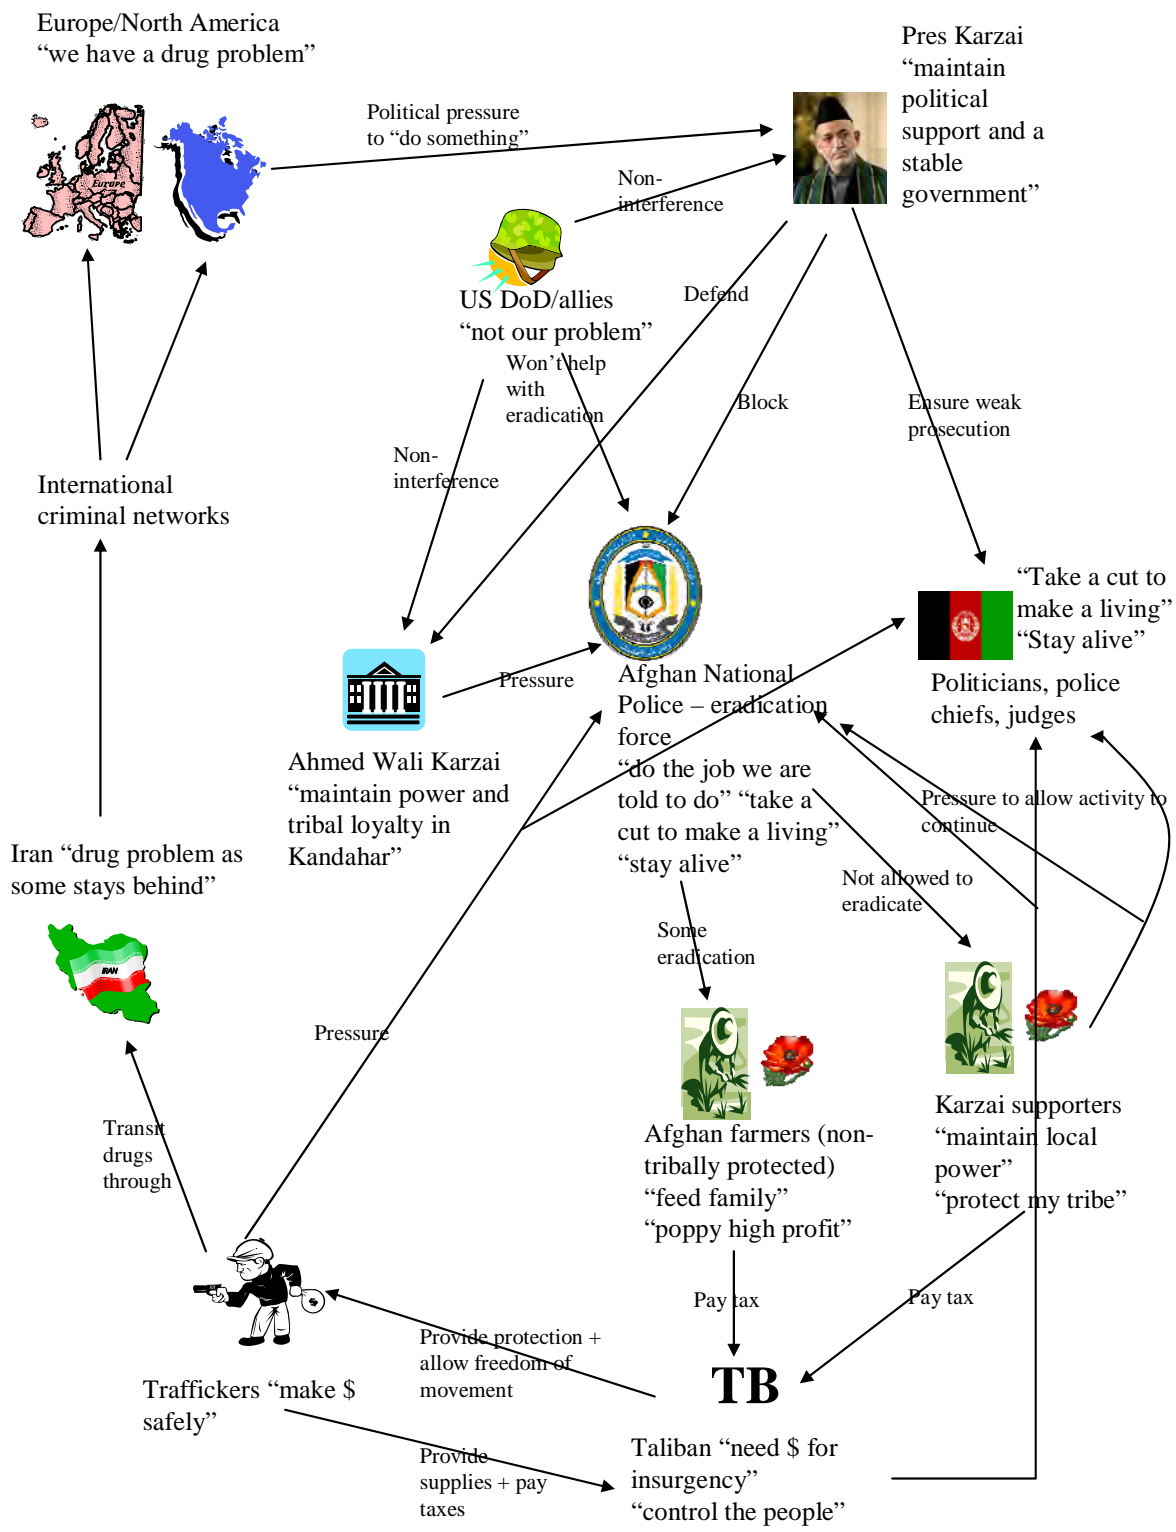 Europe/North America
“we have a drug problem”
Pres Karzai
“maintain
political
support and a
stable
government”
Political pressure
to “do something”
Europe
Non-
interference
US DoD/allies
“not our problem”
Defend
Won’t help
with
eradication
Block
Ensure weak
prosecution
Non-
interference
International
criminal networks
“Take a cut to
make a living”
“Stay alive”
Politicians, police
chiefs, judges
Pressure
Afghan National
Police – eradication
force
“do the job we are
told to do” “take a
cut to make a living”
“stay alive”
Ahmed Wali Karzai
“maintain power and
tribal loyalty in
Kandahar”
Pressure to allow activity to
continue
Iran “drug problem as
some stays behind”
IRAN
Not allowed to
eradicate
Some
eradication
Pressure
Transit
drugs
through
Afghan farmers (non-
tribally protected)
“feed family”
“poppy high profit”
Karzai supporters
“maintain local
power”
“protect my tribe”
Pay tax
Pay tax
$
Provide protection +
allow freedom of
movement
TB
Traffickers “make $
safely”
Provide
supplies + pay
taxes
Taliban “need $ for
insurgency”
“control the people”